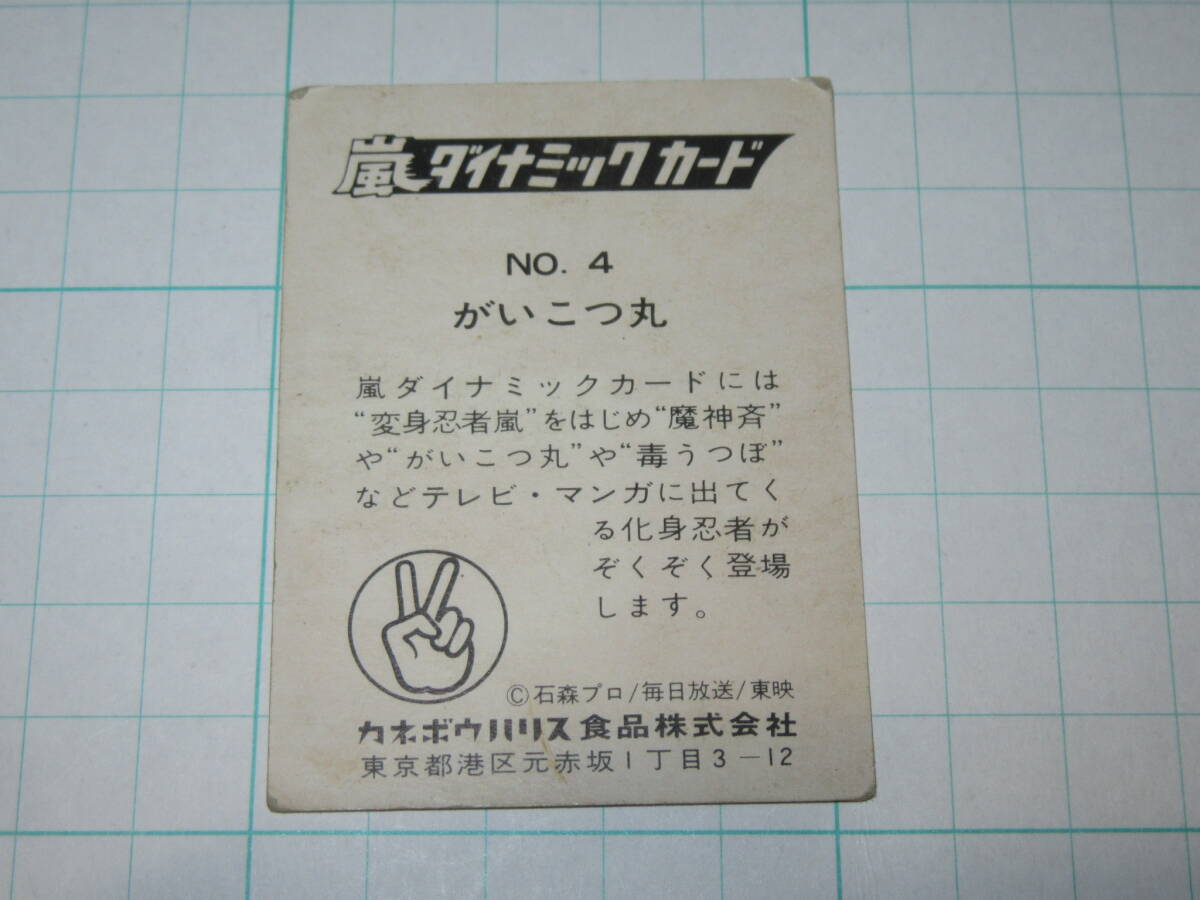 嵐ダイナミックカード
NO. 4
がいこつ丸
嵐ダイナミックカードには
“変身忍者嵐”をはじめ“魔神斉”
や“がいこつ丸”や“毒うつぼ”
などテレビ・マンガに出てく
る化身忍者が
ぞくぞく登場
します。
©石森プロ/毎日放送/東映
カネボウハリス食品株式会社
東京都港区元赤坂1丁目3-12